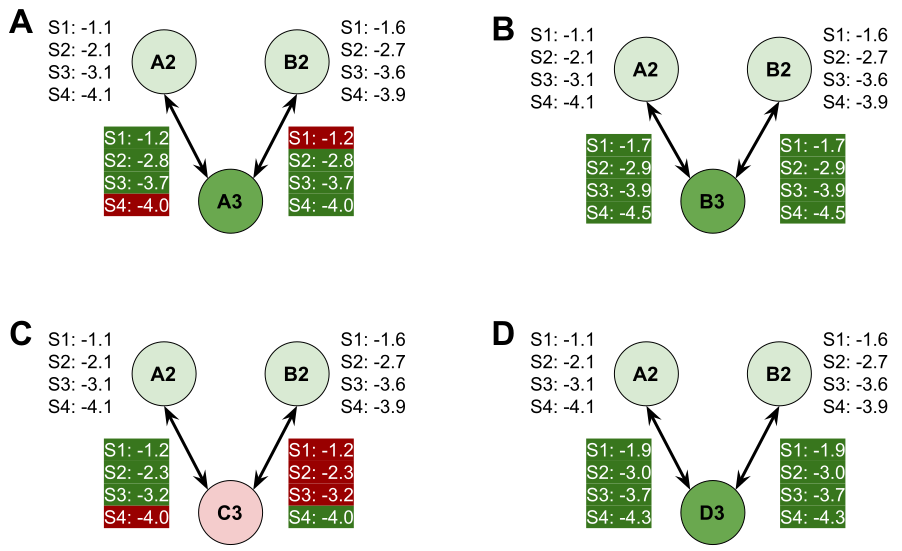 A
S1: -1.1
S2: -2.1
S3: -3.1
S4: -4.1
A2
B2
S1: -1.6
S2: -2.7
S3: -3.6
S4: -3.9
S1: -1.2
S2: -2.8
S3: -3.7
S4: -4.0
A3
S1: -1.2
S2: -2.8
S3: -3.7
S4: -4.0
B
S1: -1.1
S2: -2.1
S3: -3.1
S4: -4.1
A2
B2
S1: -1.6
S2: -2.7
S3: -3.6
S4: -3.9
S1: -1.7
S2: -2.9
S3: -3.9
S4: -4.5
B3
S1: -1.7
S2: -2.9
S3: -3.9
S4: -4.5
C
S1: -1.1
S2: -2.1
S3: -3.1
S4: -4.1
A2
B2
S1: -1.6
S2: -2.7
S3: -3.6
S4: -3.9
S1: -1.2
S2: -2.3
S3: -3.2
S4: -4.0
C3
S1: -1.2
S2: -2.3
S3: -3.2
S4: -4.0
D
S1: -1.1
S2: -2.1
S3: -3.1
S4: -4.1
A2
B2
S1: -1.6
S2: -2.7
S3: -3.6
S4: -3.9
S1: -1.9
S2: -3.0
S3: -3.7
S4: -4.3
D3
S1: -1.9
S2: -3.0
S3: -3.7
S4: -4.3